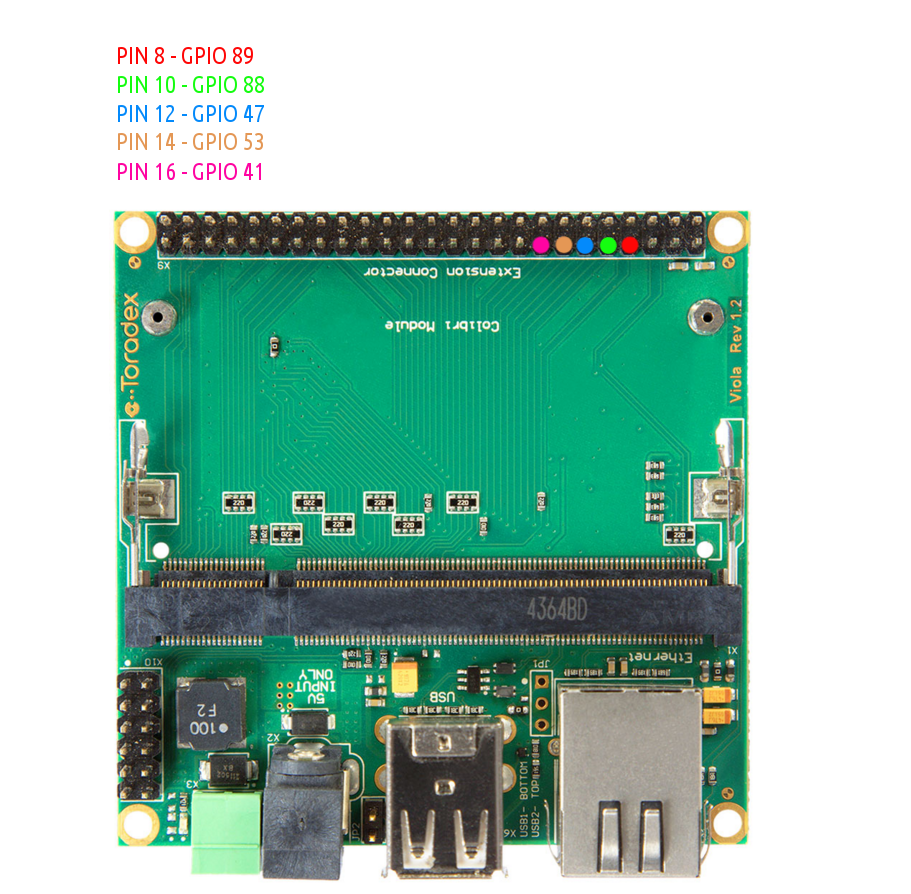 PIN 8 - GPIO 89
PIN 10 - GPIO 88
PIN 12 - GPIO 47
PIN 14 - GPIO 53
PIN 16 - GPIO 41
X9
Extension Connector
Colibri Module
Toradex
Viola Rev 1.2
220
220
220
220
220
220
220
220
4364BD
X1
X10
Ethernet
JP1
5V
INPUT
ONLY
USB
100
F2
X2
X3
JP2
X6
USB1- BOTTOM
USB2- TOP